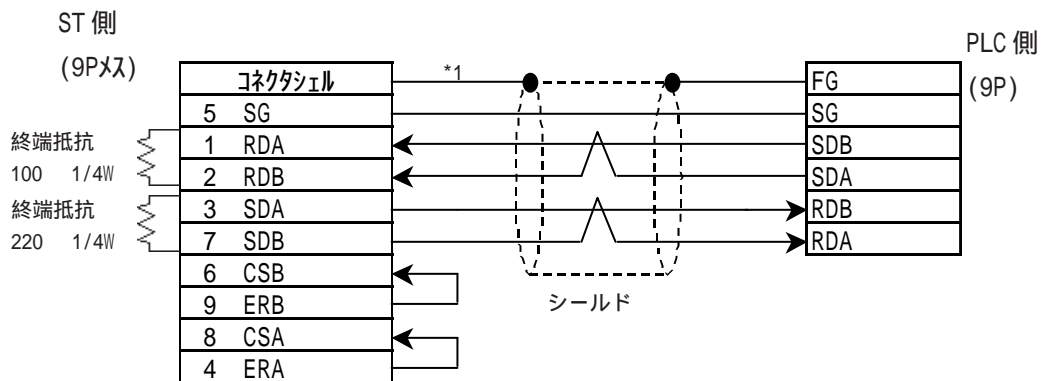 ST 側
(9Pメス)
PLC 側
(9P)
コネクタシェル
*1
FG
5 SG
SG
終端抵抗
100 1/4W
1 RDA
SDB
2 RDB
SDA
終端抵抗
220 1/4W
3 SDA
RDB
7 SDB
RDA
6 CSB
9 ERB
シールド
8 CSA
4 ERA